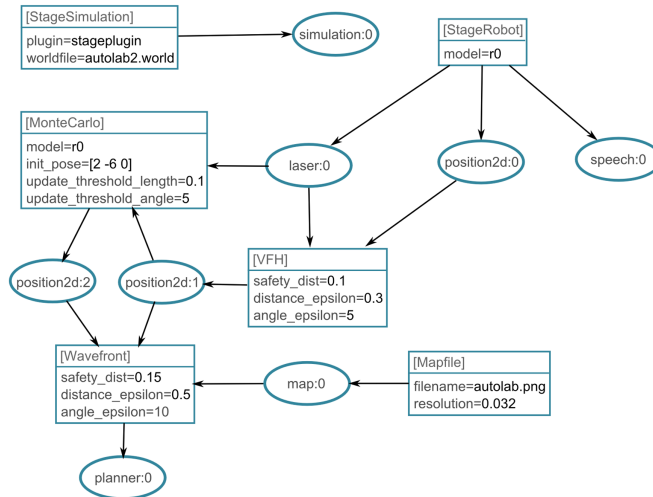 [StageSimulation]
plugin=stageplugin
worldfile=autolab2.world
simulation:0
[StageRobot]
model=r0
[MonteCarlo]
model=r0
init_pose=[2 -6 0]
update_threshold_length=0.1
update_threshold_angle=5
laser:0
position2d:0
speech:0
position2d:2
position2d:1
[VFH]
safety_dist=0.1
distance_epsilon=0.3
angle_epsilon=5
[Wavefront]
safety_dist=0.15
distance_epsilon=0.5
angle_epsilon=10
map:0
[Mapfile]
filename=autolab.png
resolution=0.032
planner:0